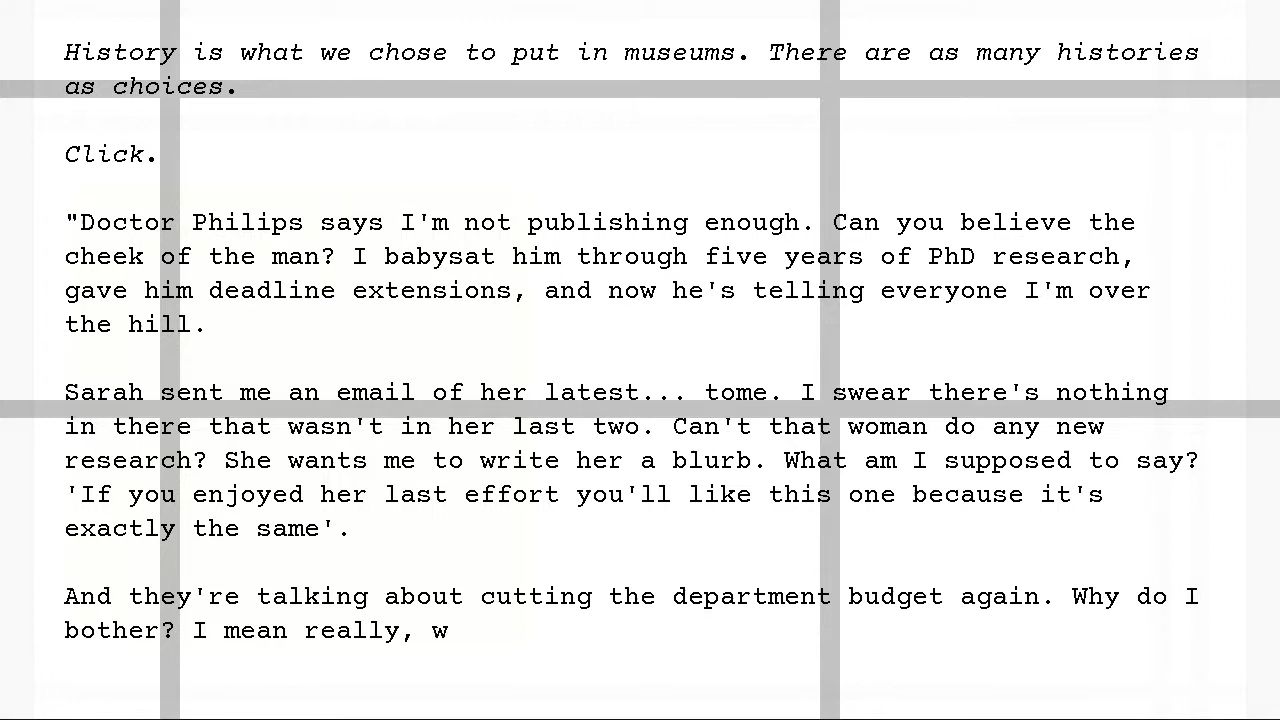 History is what we chose to put in museums. There are as many histories
as choices.
Click.
"Doctor Philips says I'm not publishing enough. Can you believe the
cheek of the man? I babysat him through five years of PhD research,
gave him deadline extensions, and now he's telling everyone I'm over
the hill.
Sarah sent me an email of her latest... tome. I swear there's nothing
in there that wasn't in her last two. Can't that woman do any new
research? She wants me to write her a blurb. What am I supposed to say?
'If you enjoyed her last effort you'll like this one because it's
exactly the same'.
And they're talking about cutting the department budget again. Why do I
bother? I mean really, w